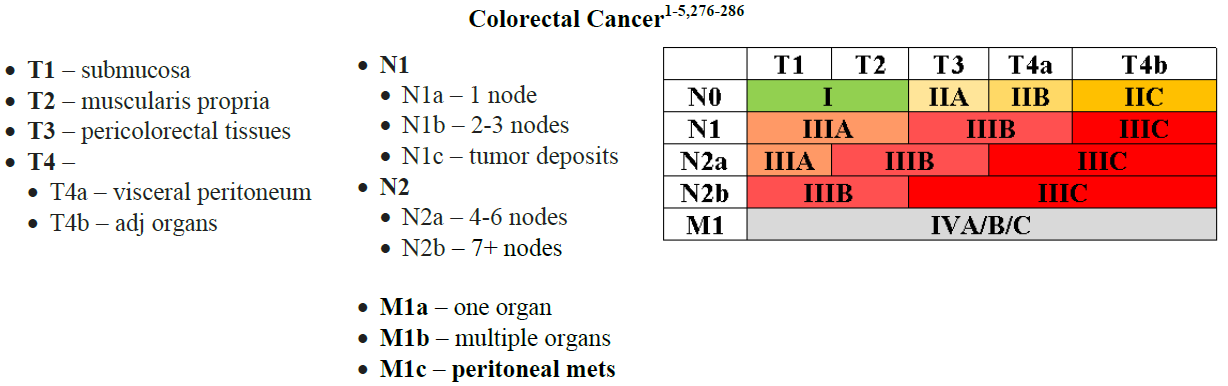 Colorectal Cancer1-5,276-286
• T1 – submucosa
• T2 – muscularis propria
• T3 – pericolorectal tissues
• T4 –
• T4a – visceral peritoneum
• T4b – adj organs
• N1
• N1a – 1 node
• N1b – 2-3 nodes
• N1c – tumor deposits
• N2
• N2a – 4-6 nodes
• N2b – 7+ nodes
• M1a – one organ
• M1b – multiple organs
• M1c – peritoneal mets
T1 T2 T3 T4a T4b
N0 I IIA IIB IIC
N1 IIIA IIIB IIIC
N2a IIIA IIIB IIIC
N2b IIIB IIIC
M1 IVA/B/C